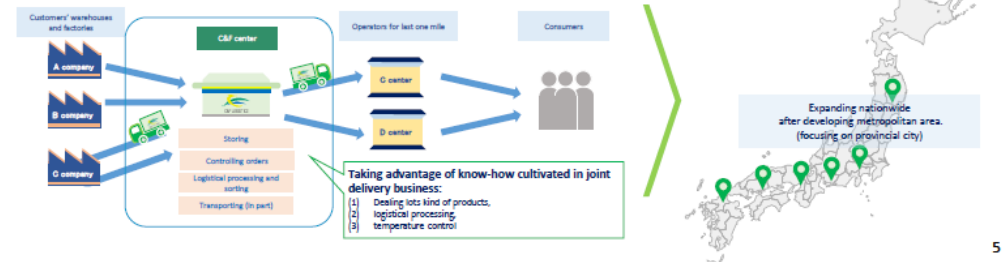 Customers' warehouses
and factories
C&F center
Operators for last one mile
Consumers
A company
B company
C company
C center
D center
Storing
Controlling orders
Logistical processing and
sorting
Transporting (in part)
Taking advantage of know-how cultivated in joint
delivery business:
(1) Dealing lots kind of products,
(2) logistical processing,
(3) temperature control
Expanding nationwide
after developing metropolitan area.
(focusing on provincial city)
5